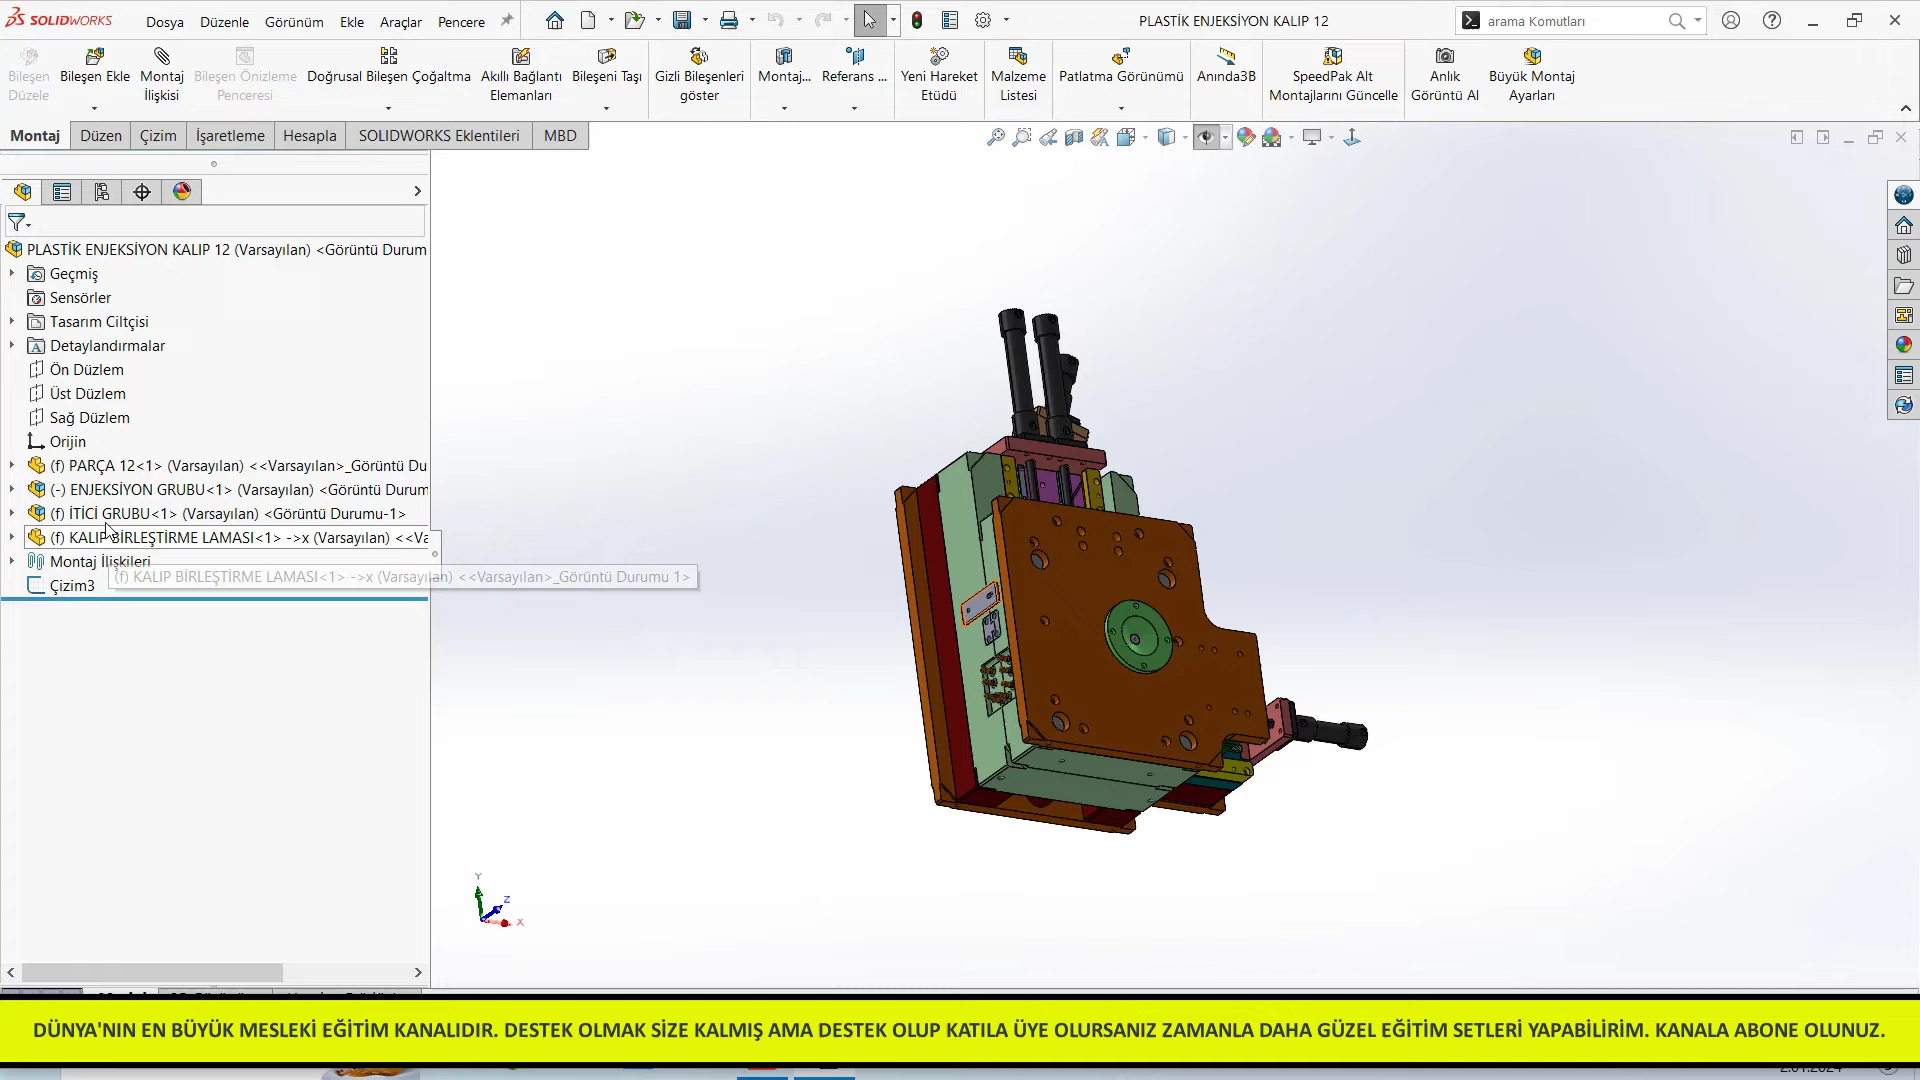 SOLIDWORKS
Dosya Düzenle Görünüm Ekle Araçlar Pencere
PLASTİK ENJEKSİYON KALIP 12
arama Komutları
Bileşen Düzele
Bileşen Ekle
Montaj İlişkisi
Bileşen Önizleme Penceresi
Doğrusal Bileşen Çoğaltma
Akıllı Bağlantı Elemanları
Bileşeni Taşı
Gizli Bileşenleri göster
Montaj...
Referans ...
Yeni Hareket Etüdü
Malzeme Listesi
Patlatma Görünümü
Anında3B
SpeedPak Alt Montajlarını Güncelle
Anlık Görüntü Al
Büyük Montaj Ayarları
Montaj Düzen Çizim İşaretleme Hesapla SOLIDWORKS Eklentileri MBD
PLASTİK ENJEKSİYON KALIP 12 (Varsayılan) <Görüntü Durum
Geçmiş
Sensörler
Tasarım Ciltçisi
Detaylandırmalar
Ön Düzlem
Üst Düzlem
Sağ Düzlem
Orijin
(f) PARÇA 12<1> (Varsayılan) <<Varsayılan>_Görüntü Du
(-) ENJEKSİYON GRUBU<1> (Varsayılan) <Görüntü Durum
(f) İTİCİ GRUBU<1> (Varsayılan) <Görüntü Durumu-1>
(f) KALIP BİRLEŞTİRME LAMASI<1> ->x (Varsayılan) <<Va
Montaj İlişkileri
(f) KALIP BİRLEŞTİRME LAMASI<1> ->x (Varsayılan) <<Varsayılan>_Görüntü Durumu 1>
Çizim3
Y
Z
X
DÜNYA'NIN EN BÜYÜK MESLEKİ EĞİTİM KANALIDIR. DESTEK OLMAK SİZE KALMIŞ AMA DESTEK OLUP KATILA ÜYE OLURSANIZ ZAMANLA DAHA GÜZEL EĞİTİM SETLERİ YAPABİLİRİM. KANALA ABONE OLUNUZ.